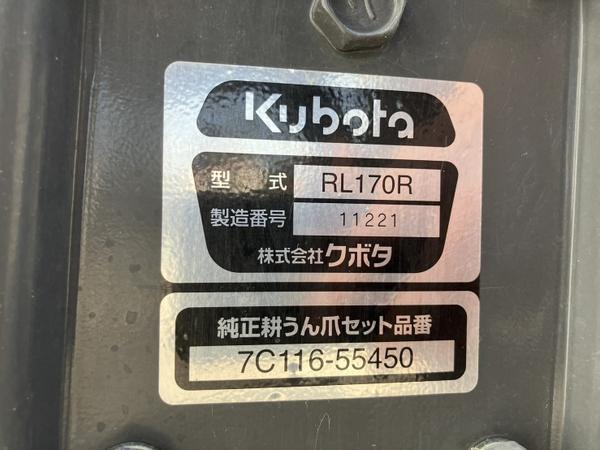 Kubota
型式 RL170R
製造番号 11221
株式会社クボタ
純正耕うん爪セット品番
7C116-55450